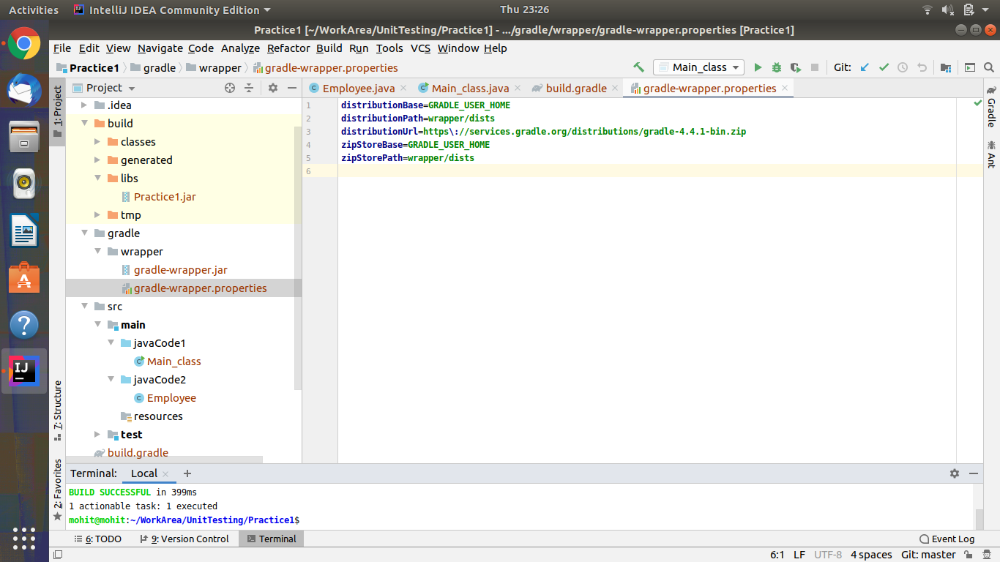 Activities IntelliJ IDEA Community Edition Thu 23:26
Practice1 [~/WorkArea/UnitTesting/Practice1] - .../gradle/wrapper/gradle-wrapper.properties [Practice1]
File Edit View Navigate Code Analyze Refactor Build Run Tools VCS Window Help
Practice1 gradle wrapper gradle-wrapper.properties Main_class Git:
1: Project
Project
Employee.java Main_class.java build.gradle gradle-wrapper.properties
.idea
build
classes
generated
libs
Practice1.jar
tmp
gradle
wrapper
gradle-wrapper.jar
gradle-wrapper.properties
src
main
javaCode1
Main_class
javaCode2
Employee
resources
test
build.gradle
1 distributionBase=GRADLE_USER_HOME
2 distributionPath=wrapper/dists
3 distributionUrl=https\://services.gradle.org/distributions/gradle-4.4.1-bin.zip
4 zipStoreBase=GRADLE_USER_HOME
5 zipStorePath=wrapper/dists
6
Gradle
Ant
7: Structure
2: Favorites
Terminal: Local
BUILD SUCCESSFUL in 399ms
1 actionable task: 1 executed
mohit@mohit:~/WorkArea/UnitTesting/Practice1$
6: TODO 9: Version Control Terminal Event Log
6:1 LF UTF-8 4 spaces Git: master
IJ